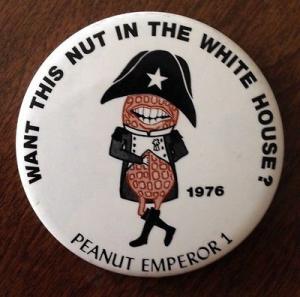 WANT THIS NUT IN THE WHITE HOUSE?
1976
PEANUT EMPEROR 1